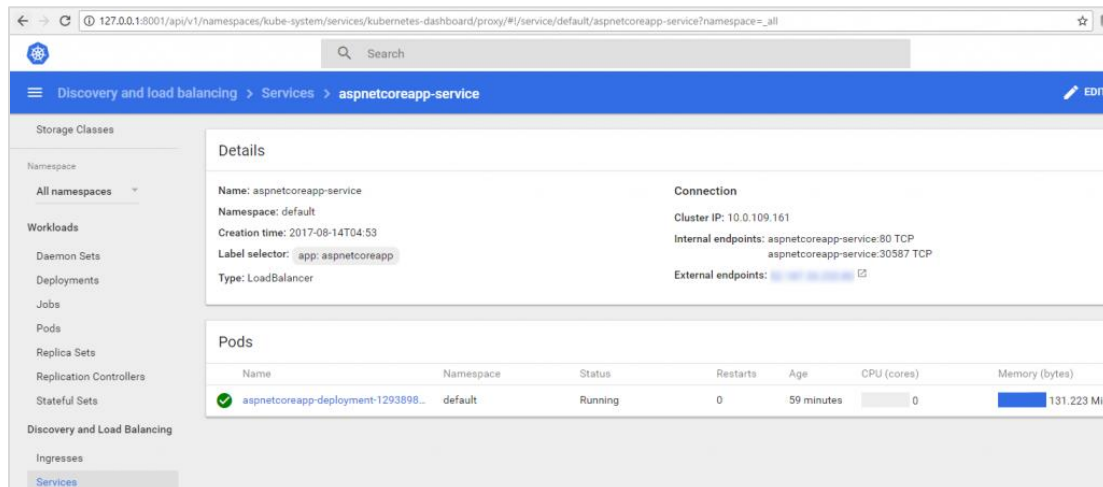 127.0.0.1:8001/api/v1/namespaces/kube-system/services/kubernetes-dashboard/proxy/#!/service/default/aspnetcoreapp-service?namespace=_all
Search
Discovery and load balancing > Services > aspnetcoreapp-service
EDIT
Storage Classes
Namespace
All namespaces
Workloads
Daemon Sets
Deployments
Jobs
Pods
Replica Sets
Replication Controllers
Stateful Sets
Discovery and Load Balancing
Ingresses
Services
Details
Name: aspnetcoreapp-service
Namespace: default
Creation time: 2017-08-14T04:53
Label selector: app: aspnetcoreapp
Type: LoadBalancer
Connection
Cluster IP: 10.0.109.161
Internal endpoints: aspnetcoreapp-service:80 TCP
aspnetcoreapp-service:30587 TCP
External endpoints:
Pods
Name Namespace Status Restarts Age CPU (cores) Memory (bytes)
aspnetcoreapp-deployment-1293898... default Running 0 59 minutes 0 131.223 Mi